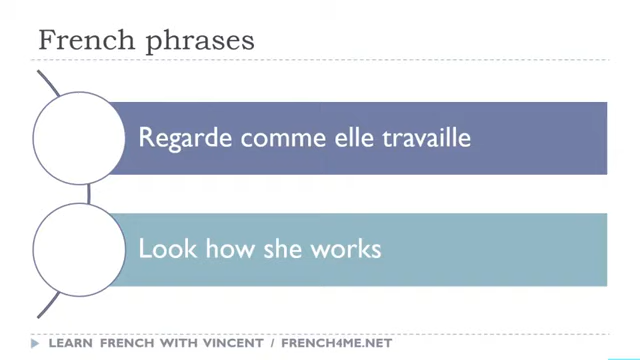 French phrases
Regarde comme elle travaille
Look how she works
LEARN FRENCH WITH VINCENT / FRENCH4ME.NET